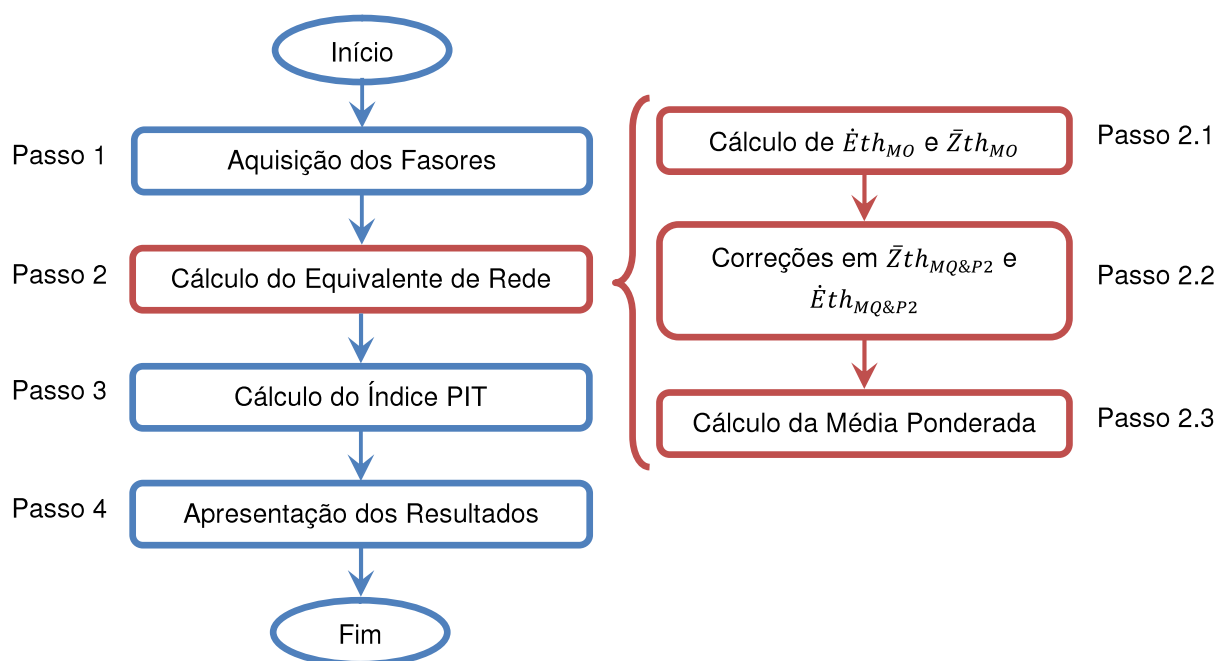 Início
Passo 1
Aquisição dos Fasores
Passo 2
Cálculo do Equivalente de Rede
Passo 3
Cálculo do Índice PIT
Passo 4
Apresentação dos Resultados
Fim
Cálculo de Ėth_MO e Z̄th_MO
Passo 2.1
Correções em Z̄th_MQ&P2 e
Ėth_MQ&P2
Passo 2.2
Cálculo da Média Ponderada
Passo 2.3